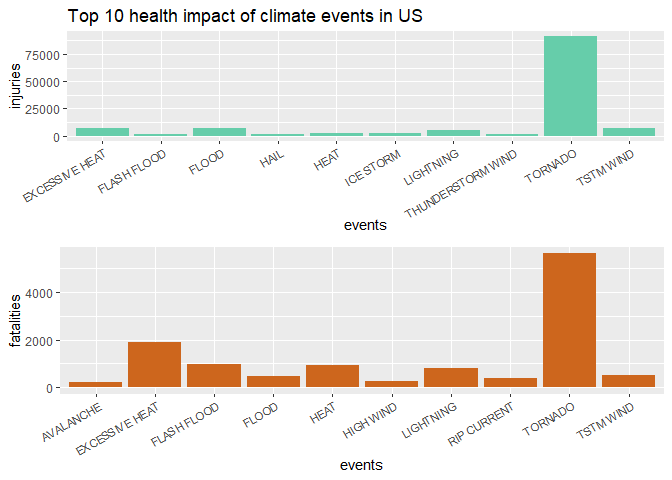 Top 10 health impact of climate events in US
injuries
75000
50000
25000
0
EXCESSIVE HEAT
FLASH FLOOD
FLOOD
HAIL
HEAT
ICE STORM
LIGHTNING
THUNDERSTORM WIND
TORNADO
TSTM WIND
events
fatalities
4000
2000
0
AVALANCHE
EXCESSIVE HEAT
FLASH FLOOD
FLOOD
HEAT
HIGH WIND
LIGHTNING
RIP CURRENT
TORNADO
TSTM WIND
events